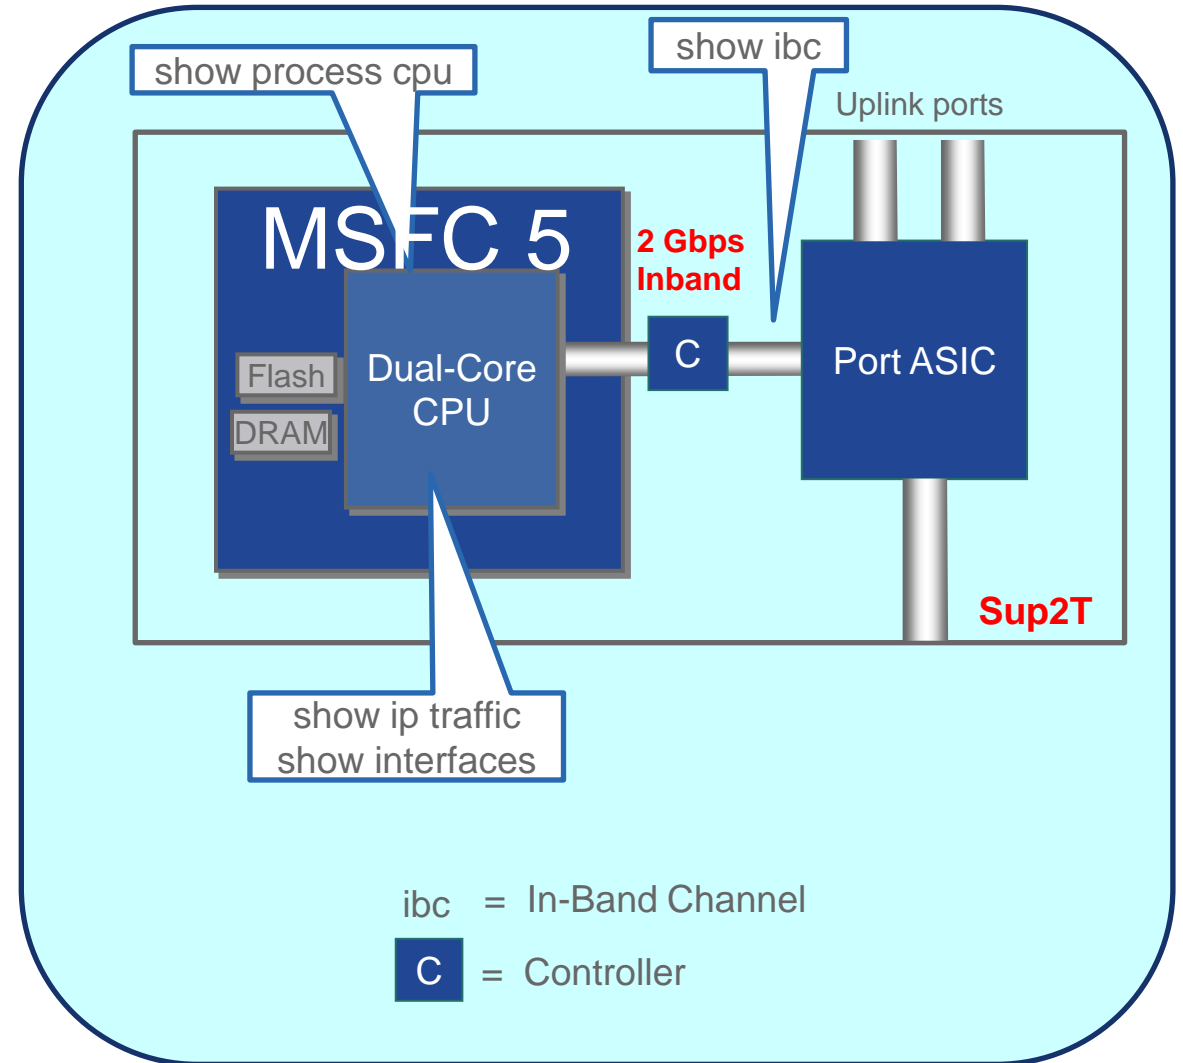 show process cpu
show ibc
Uplink ports
MSFC 5
2 Gbps
Inband
Flash
DRAM
Dual-Core
CPU
C
Port ASIC
Sup2T
show ip traffic
show interfaces
ibc = In-Band Channel
C = Controller